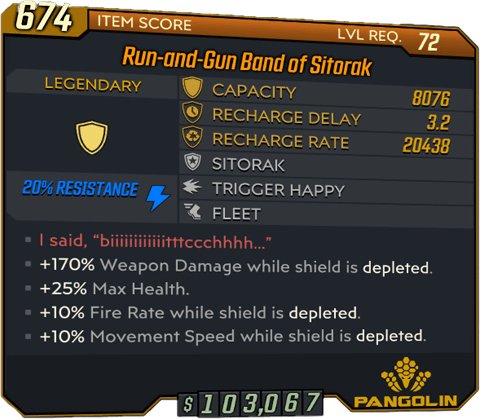 674 ITEM SCORE LVL REQ. 72
Run-and-Gun Band of Sitorak
LEGENDARY
CAPACITY 8076
RECHARGE DELAY 3.2
RECHARGE RATE 20438
SITORAK
20% RESISTANCE
TRIGGER HAPPY
FLEET
I said, “biiiiiiiiiiiitttccchhhh...”
+170% Weapon Damage while shield is depleted.
+25% Max Health.
+10% Fire Rate while shield is depleted.
+10% Movement Speed while shield is depleted.
PANGOLIN
$103,067